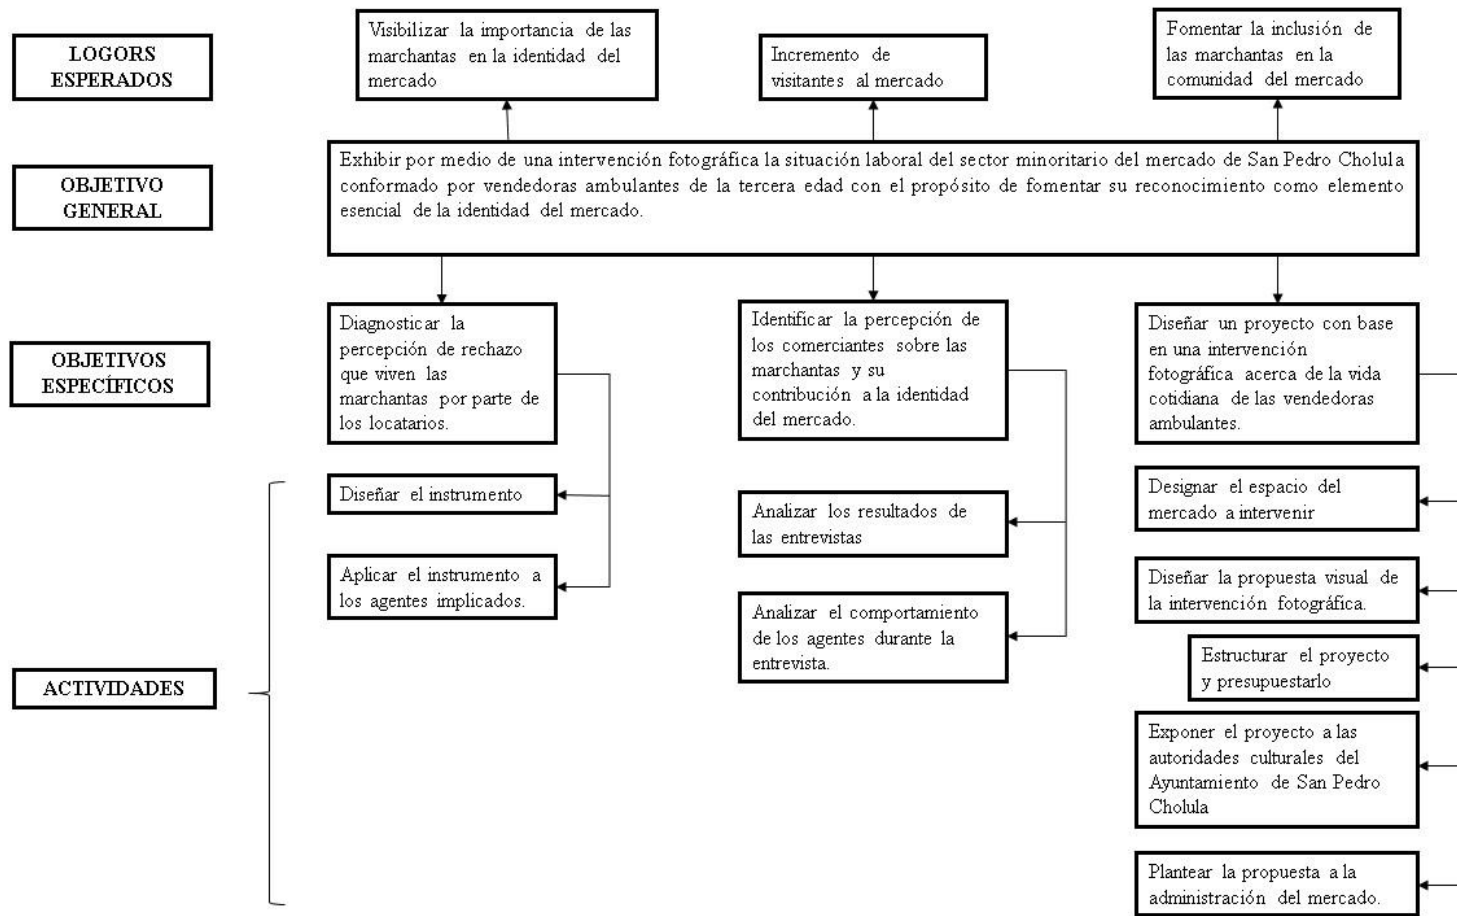 LOGORS
ESPERADOS
Visibilizar la importancia de las
marchantas en la identidad del
mercado
Incremento de
visitantes al mercado
Fomentar la inclusión de
las marchantas en la
comunidad del mercado
OBJETIVO
GENERAL
Exhibir por medio de una intervención fotográfica la situación laboral del sector minoritario del mercado de San Pedro Cholula
conformado por vendedoras ambulantes de la tercera edad con el propósito de fomentar su reconocimiento como elemento
esencial de la identidad del mercado.
OBJETIVOS
ESPECÍFICOS
Diagnosticar la
percepción de rechazo
que viven las
marchantas por parte de
los locatarios.
Identificar la percepción de
los comerciantes sobre las
marchantas y su
contribución a la identidad
del mercado.
Diseñar un proyecto con base
en una intervención
fotográfica acerca de la vida
cotidiana de las vendedoras
ambulantes.
ACTIVIDADES
Diseñar el instrumento
Aplicar el instrumento a
los agentes implicados.
Analizar los resultados de
las entrevistas
Analizar el comportamiento
de los agentes durante la
entrevista.
Designar el espacio del
mercado a intervenir
Diseñar la propuesta visual de
la intervención fotográfica.
Estructurar el proyecto
y presupuestarlo
Exponer el proyecto a las
autoridades culturales del
Ayuntamiento de San Pedro
Cholula
Plantear la propuesta a la
administración del mercado.